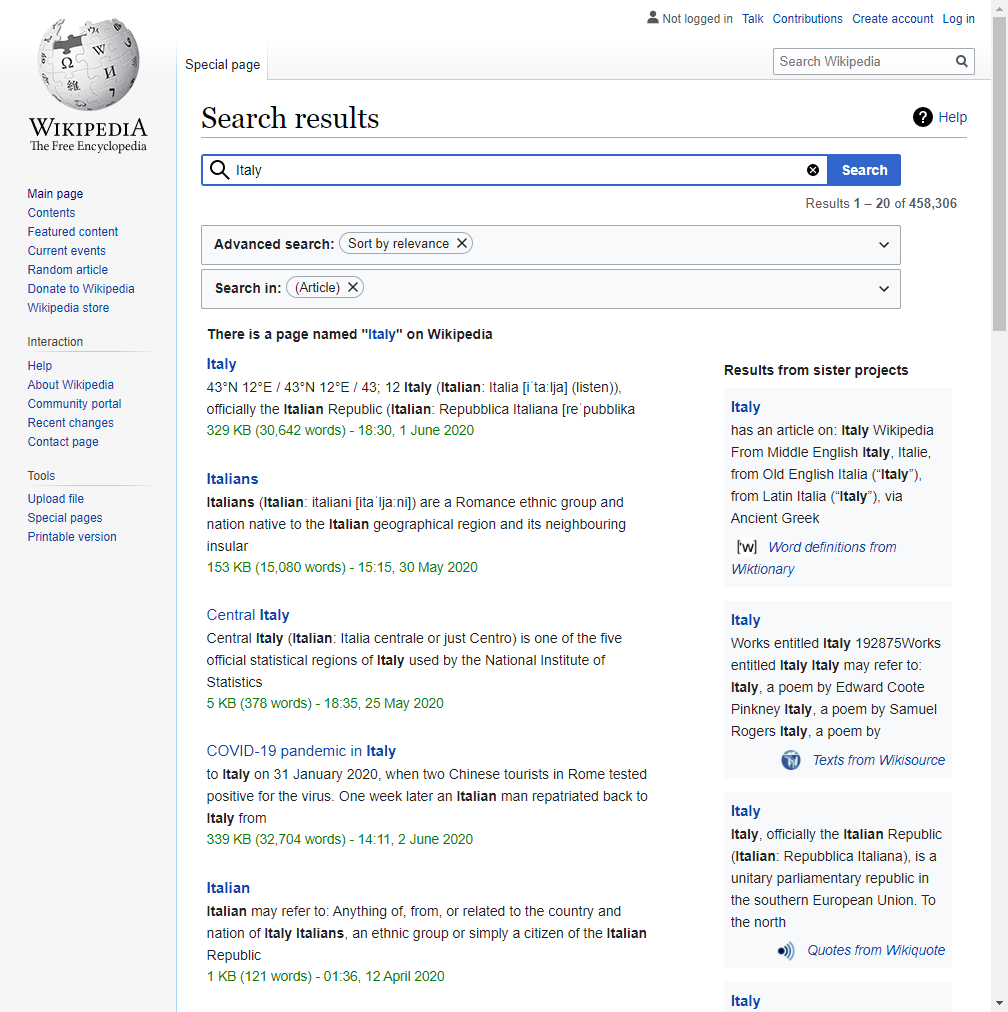 Not logged in Talk Contributions Create account Log in
Special page
Search Wikipedia
WIKIPEDIA
The Free Encyclopedia
Main page
Contents
Featured content
Current events
Random article
Donate to Wikipedia
Wikipedia store
Interaction
Help
About Wikipedia
Community portal
Recent changes
Contact page
Tools
Upload file
Special pages
Printable version
Search results
? Help
Italy
Search
Results 1 – 20 of 458,306
Advanced search: Sort by relevance
Search in: (Article)
There is a page named "Italy" on Wikipedia
Italy
43°N 12°E / 43°N 12°E / 43; 12 Italy (Italian: Italia [iˈtaːlja] (listen)),
officially the Italian Republic (Italian: Repubblica Italiana [reˈpubblika
329 KB (30,642 words) - 18:30, 1 June 2020
Italians
Italians (Italian: italiani [itaˈljaːni]) are a Romance ethnic group and
nation native to the Italian geographical region and its neighbouring
insular
153 KB (15,080 words) - 15:15, 30 May 2020
Central Italy
Central Italy (Italian: Italia centrale or just Centro) is one of the five
official statistical regions of Italy used by the National Institute of
Statistics
5 KB (378 words) - 18:35, 25 May 2020
COVID-19 pandemic in Italy
to Italy on 31 January 2020, when two Chinese tourists in Rome tested
positive for the virus. One week later an Italian man repatriated back to
Italy from
339 KB (32,704 words) - 14:11, 2 June 2020
Italian
Italian may refer to: Anything of, from, or related to the country and
nation of Italy Italians, an ethnic group or simply a citizen of the Italian
Republic
1 KB (121 words) - 01:36, 12 April 2020
Results from sister projects
Italy
has an article on: Italy Wikipedia
From Middle English Italy, Italie,
from Old English Italia (“Italy”),
from Latin Italia (“Italy”), via
Ancient Greek
['w] Word definitions from
Wiktionary
Italy
Works entitled Italy 192875Works
entitled Italy Italy may refer to:
Italy, a poem by Edward Coote
Pinkney Italy, a poem by Samuel
Rogers Italy, a poem by
Texts from Wikisource
Italy
Italy, officially the Italian Republic
(Italian: Repubblica Italiana), is a
unitary parliamentary republic in
the southern European Union. To
the north
Quotes from Wikiquote
Italy